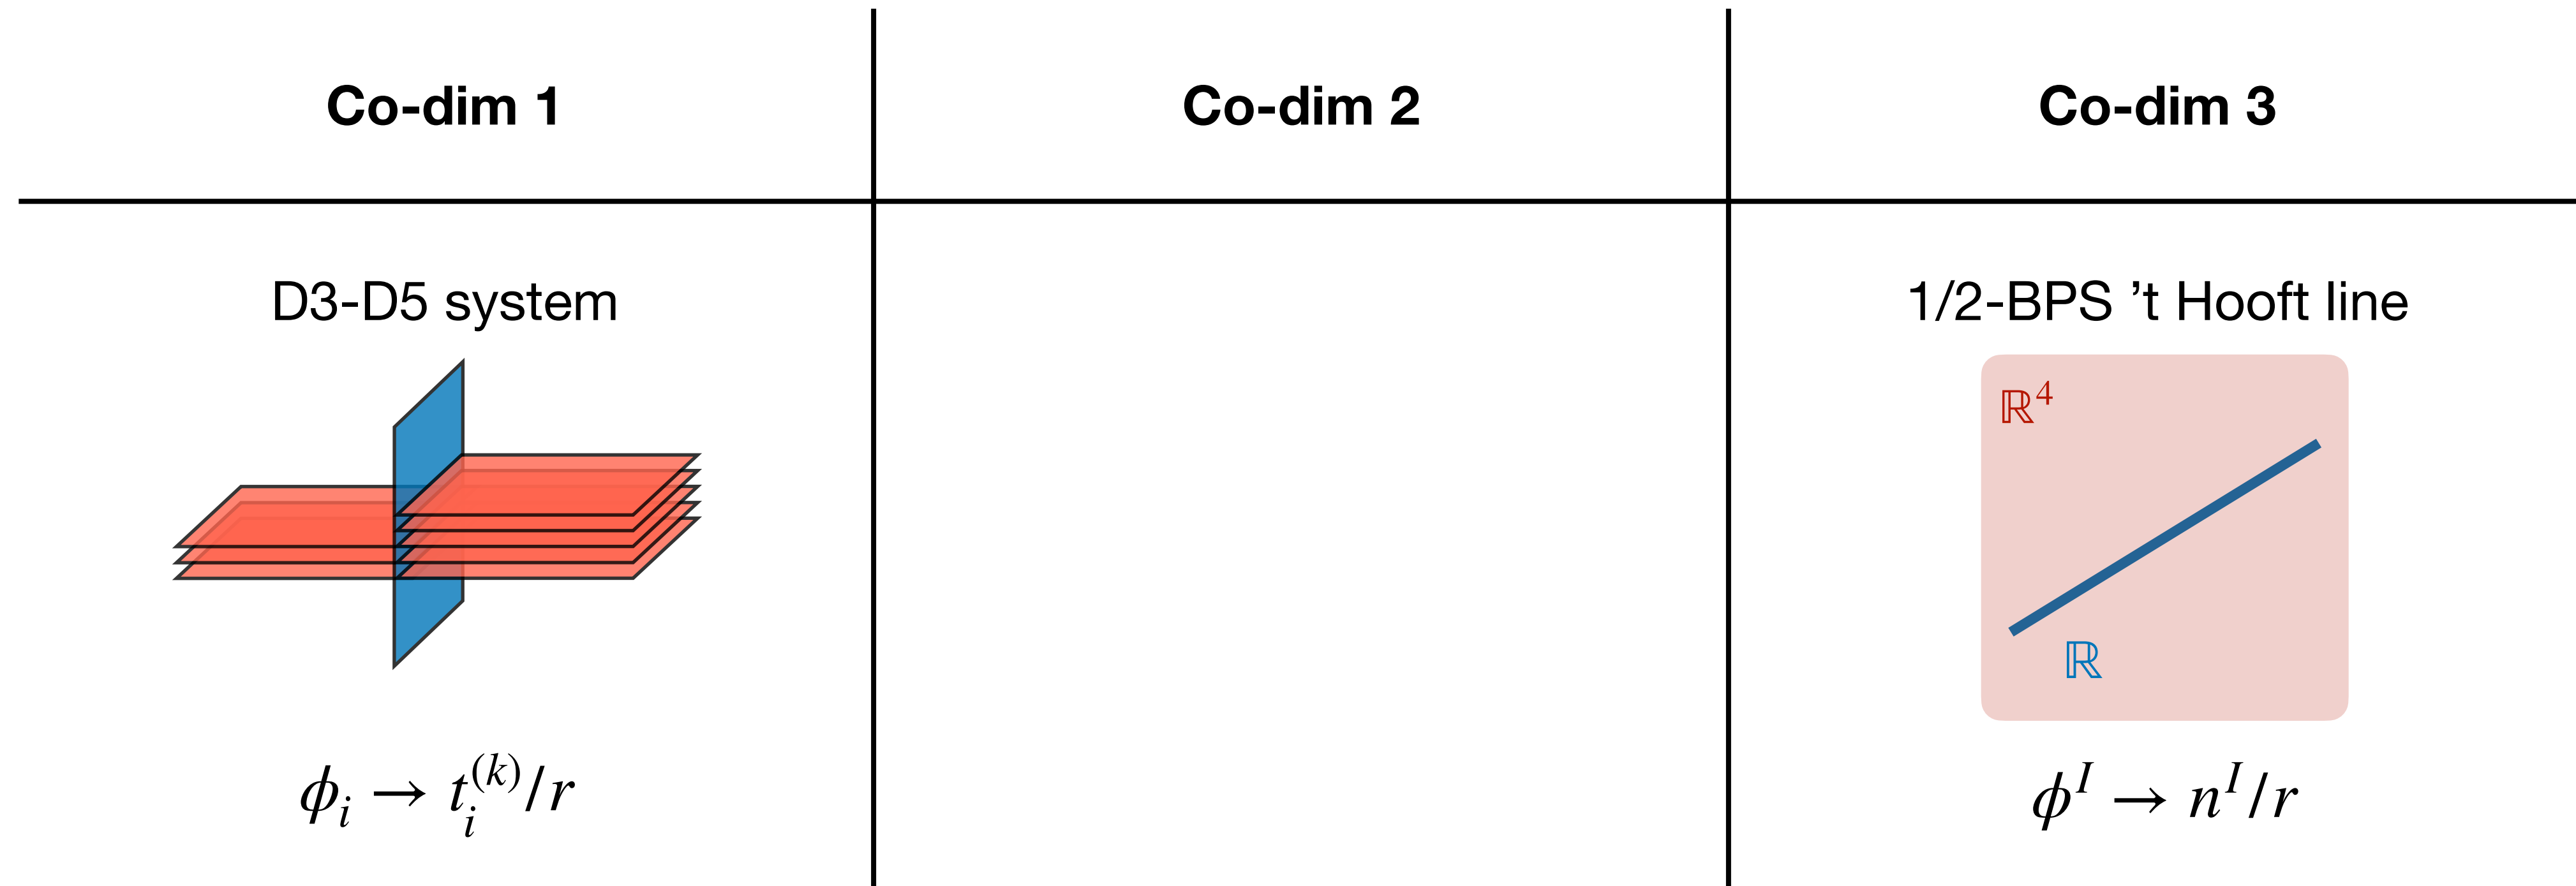 Co-dim 1
Co-dim 2
Co-dim 3
D3-D5 system
1/2-BPS ’t Hooft line
ℝ⁴
ℝ
ϕ_i → t_i^{(k)}/r
ϕ^I → n^I/r